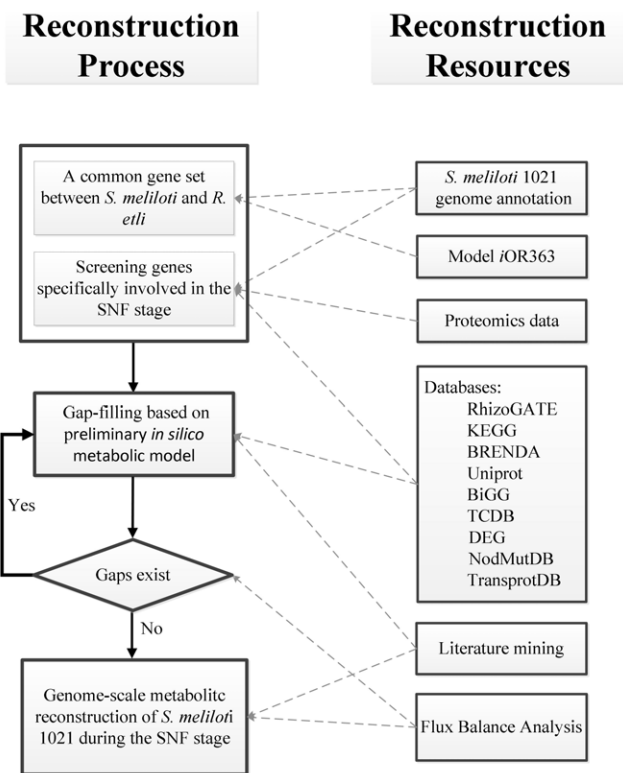 Reconstruction
Process
Reconstruction
Resources
A common gene set
between S. meliloti and R.
etli
Screening genes
specifically involved in the
SNF stage
Gap-filling based on
preliminary in silico
metabolic model
Yes
Gaps exist
No
Genome-scale metabolitc
reconstruction of S. meliloti
1021 during the SNF stage
S. meliloti 1021
genome annotation
Model iOR363
Proteomics data
Databases:
RhizoGATE
KEGG
BRENDA
Uniprot
BiGG
TCDB
DEG
NodMutDB
TransprotDB
Literature mining
Flux Balance Analysis